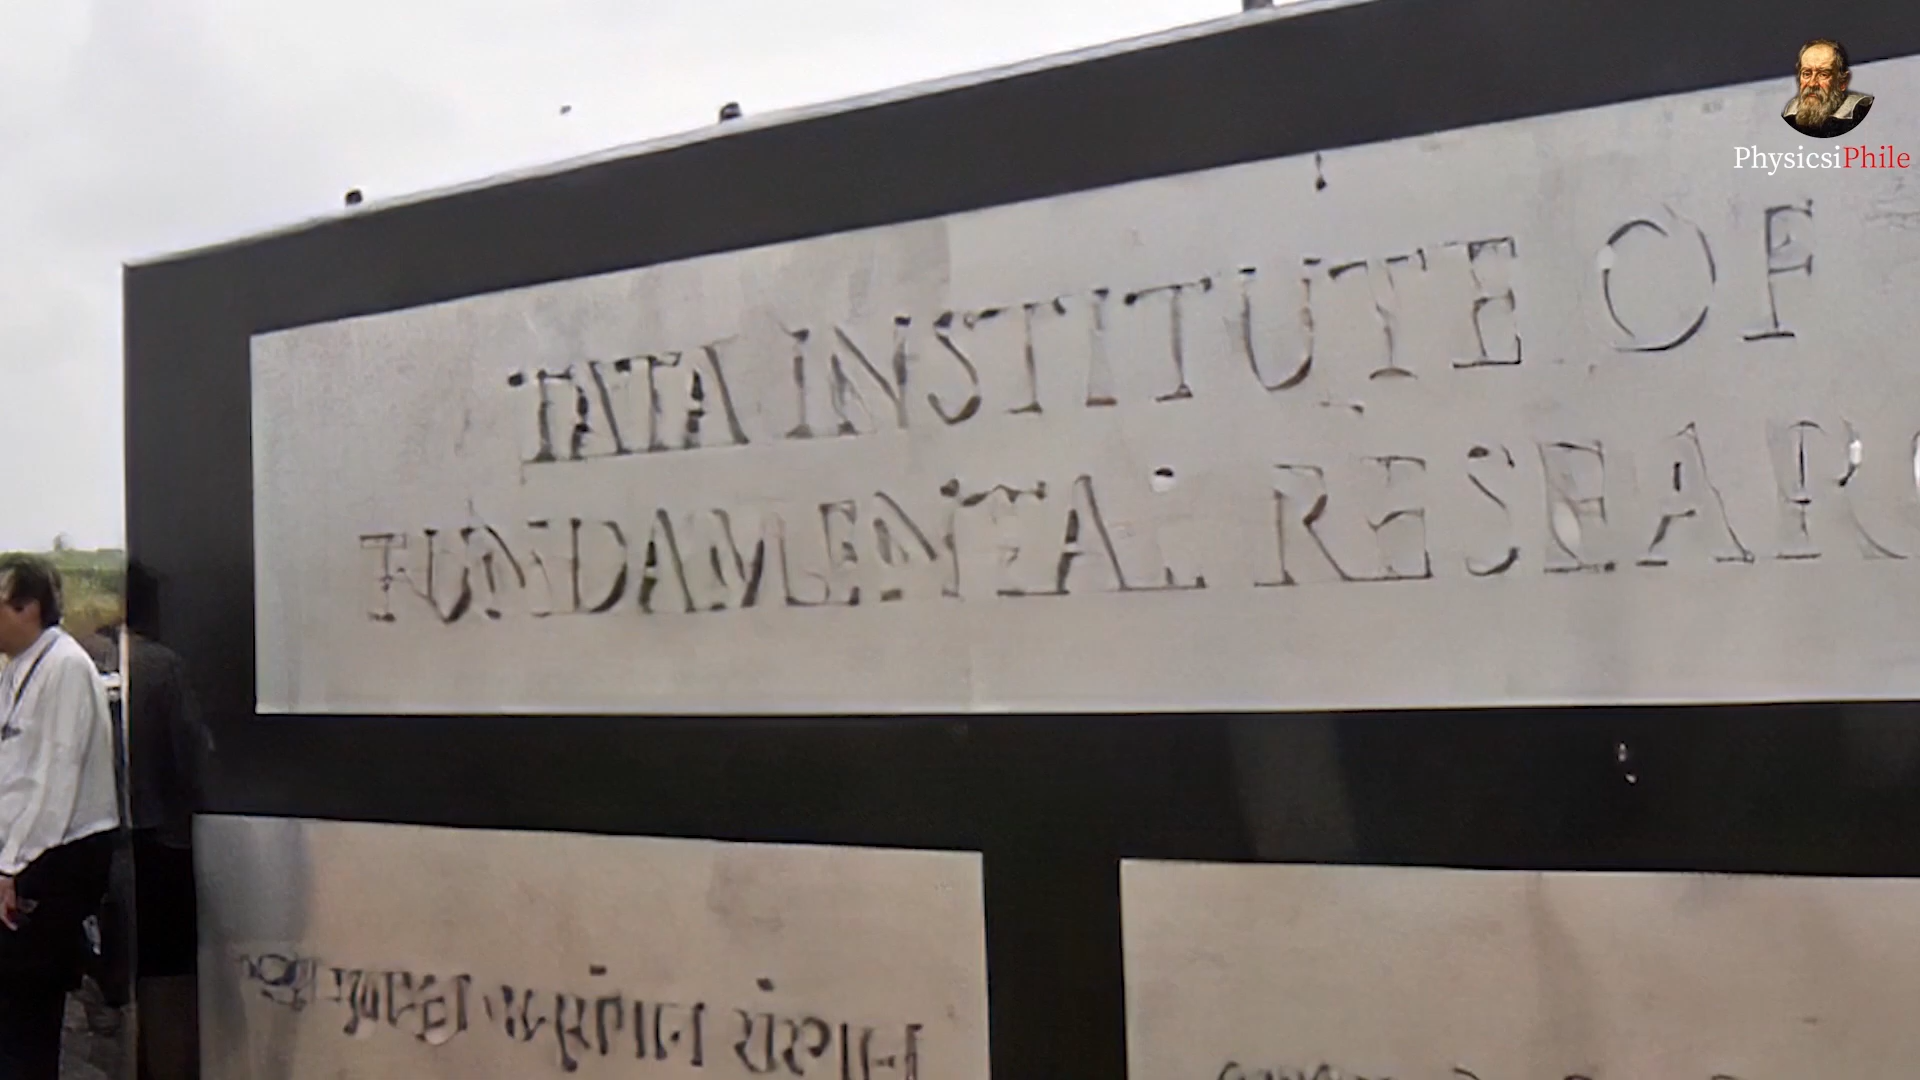 PhysicsiPhile
TATA INSTITUTE OF
FUNDAMENTAL RESEARC
संस्थान